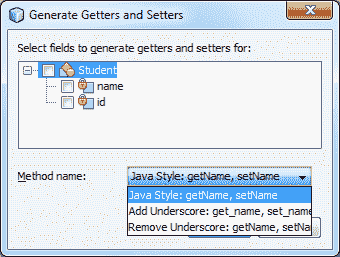 Generate Getters and Setters
Select fields to generate getters and setters for:
Student
name
id
Method name: Java Style: getName, setName
Java Style: getName, setName
Add Underscore: get_name, set_name
Remove Underscore: getName, setNa